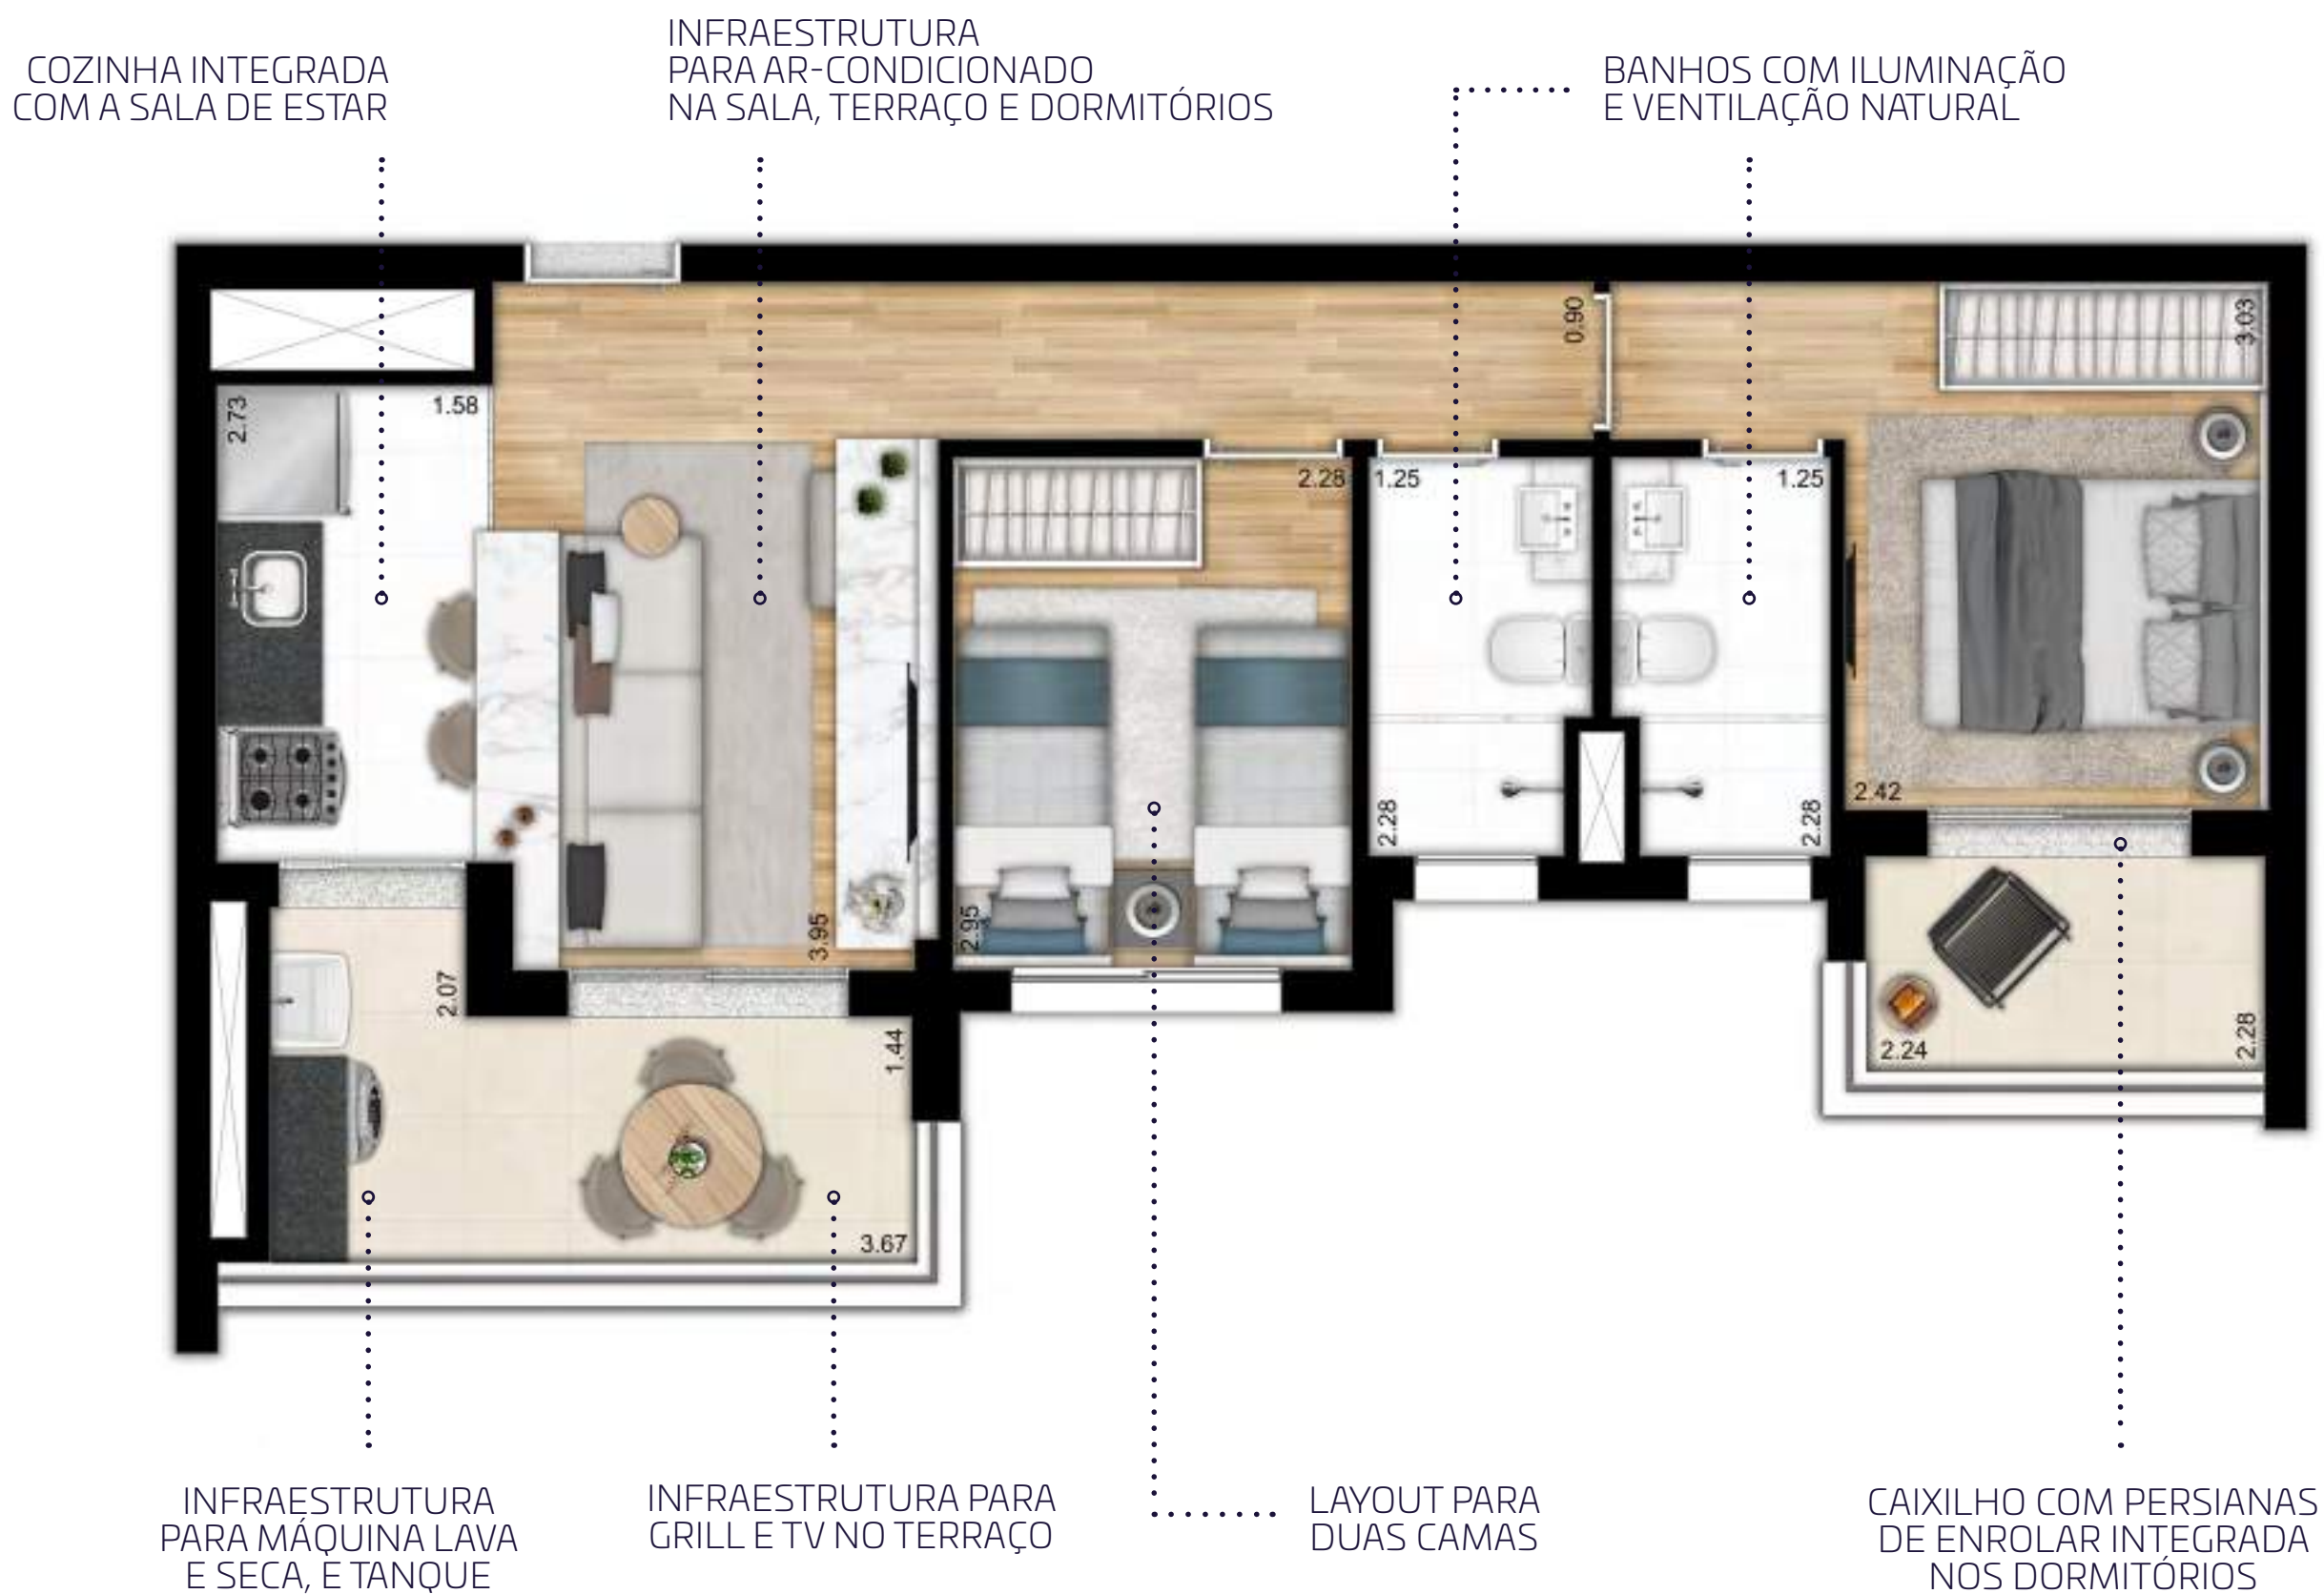 INFRAESTRUTURA
PARA AR-CONDICIONADO
NA SALA, TERRAÇO E DORMITÓRIOS
COZINHA INTEGRADA
COM A SALA DE ESTAR
BANHOS COM ILUMINAÇÃO
E VENTILAÇÃO NATURAL
0.90
3.03
2.73
1.58
2.28
1.25
1.25
2.42
2.28
2.28
2.95
3.95
2.07
1.44
2.24
2.28
3.67
INFRAESTRUTURA
PARA MÁQUINA LAVA
E SECA, E TANQUE
INFRAESTRUTURA PARA
GRILL E TV NO TERRAÇO
LAYOUT PARA
DUAS CAMAS
CAIXILHO COM PERSIANAS
DE ENROLAR INTEGRADA
NOS DORMITÓRIOS